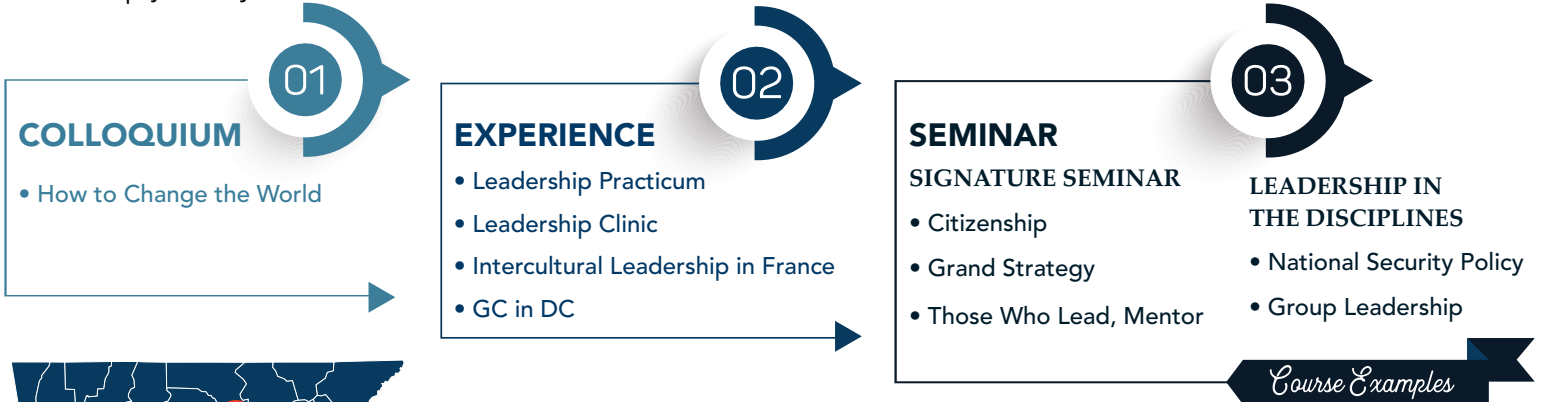 01
COLLOQUIUM
• How to Change the World
02
EXPERIENCE
• Leadership Practicum
• Leadership Clinic
• Intercultural Leadership in France
• GC in DC
03
SEMINAR
SIGNATURE SEMINAR
• Citizenship
• Grand Strategy
• Those Who Lead, Mentor
LEADERSHIP IN
THE DISCIPLINES
• National Security Policy
• Group Leadership
Course Examples